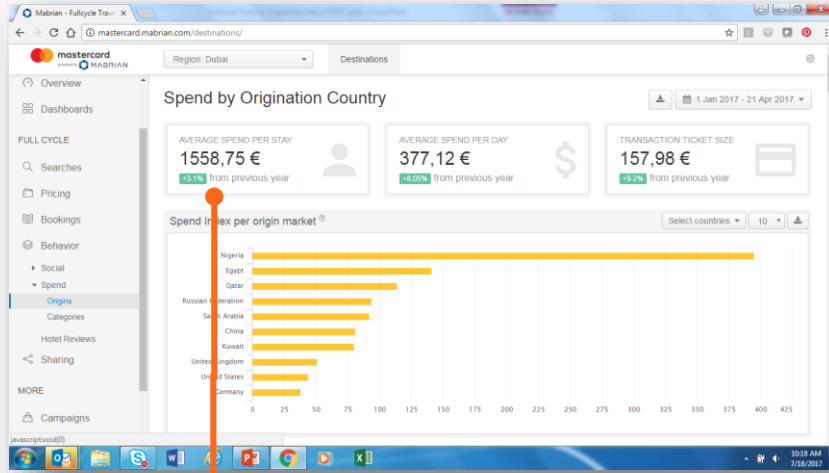 Mabrian - Fullcycle Trave
mastercard.mabrian.com/destinations/
mastercard
MABRIAN
Region: Dubai
Destinations
Overview
Dashboards
FULL CYCLE
Searches
Pricing
Bookings
Behavior
Social
Spend
Origins
Categories
Hotel Reviews
Sharing
MORE
Campaigns
javascript:void(0)
Spend by Origination Country
1 Jan 2017 - 21 Apr 2017
AVERAGE SPEND PER STAY
1558,75 €
+3.1% from previous year
AVERAGE SPEND PER DAY
377,12 €
+8.05% from previous year
TRANSACTION TICKET SIZE
157,98 €
+9.2% from previous year
Spend Index per origin market
Select countries
10
Nigeria
Egypt
Qatar
Russian Federation
Saudi Arabia
China
Kuwait
United Kingdom
United States
Germany
0 25 50 75 100 125 150 175 200 225 250 275 300 325 350 375 400 425
10:18 AM
7/18/2017